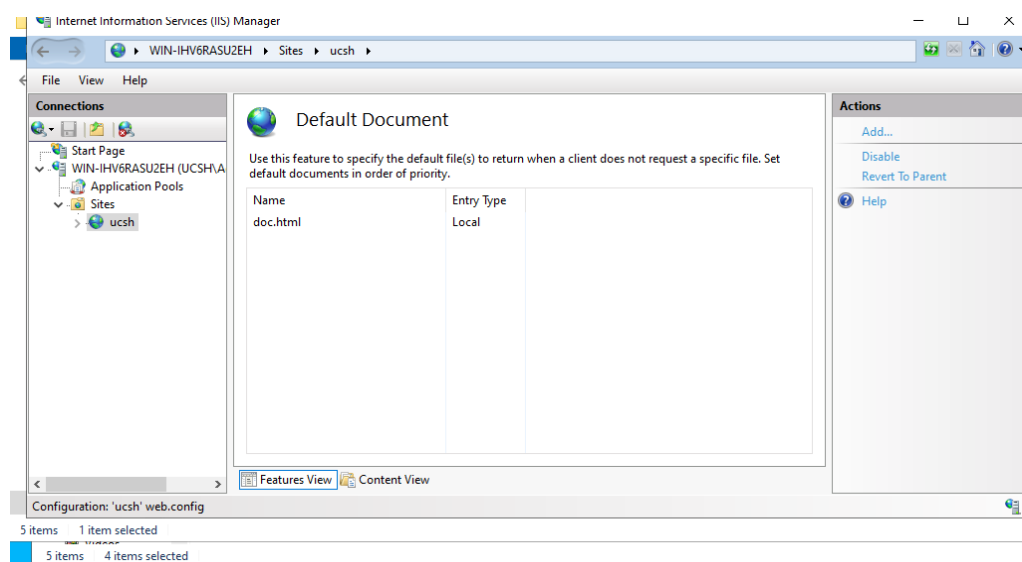 Internet Information Services (IIS) Manager
WIN-IHV6RASU2EH Sites ucsh
File View Help
Connections
Start Page
WIN-IHV6RASU2EH (UCSH\A
Application Pools
Sites
ucsh
Default Document
Use this feature to specify the default file(s) to return when a client does not request a specific file. Set
default documents in order of priority.
Name Entry Type
doc.html Local
Features View Content View
Actions
Add...
Disable
Revert To Parent
Help
Configuration: 'ucsh' web.config
5 items 1 item selected
Videos
5 items 4 items selected